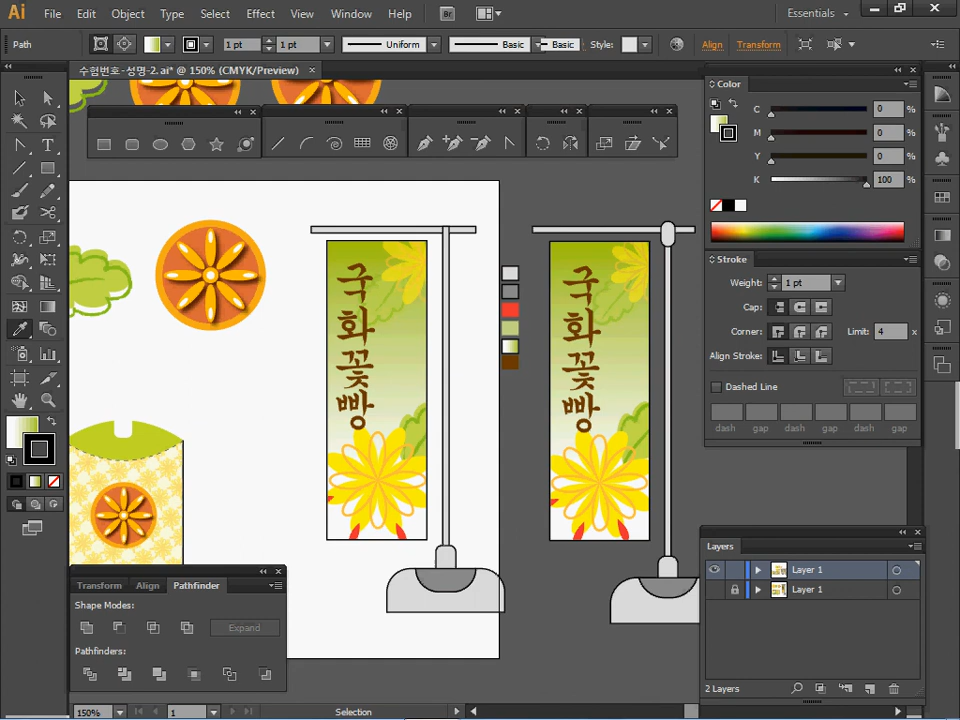 Ai File Edit Object Type Select Effect View Window Help Br Essentials
Path 1 pt 1 pt Uniform Basic Basic Style: Align Transform
수험번호-성명-2.ai* @ 150% (CMYK/Preview)
Color
C 0 %
M 0 %
Y 0 %
K 100 %
Stroke
Weight: 1 pt
Cap:
Corner: Limit: 4 x
Align Stroke:
Dashed Line
dash gap dash gap dash gap
국화꽃빵
국화꽃빵
Layers
Layer 1
Layer 1
2 Layers
Transform Align Pathfinder
Shape Modes:
Expand
Pathfinders:
150% 1 Selection